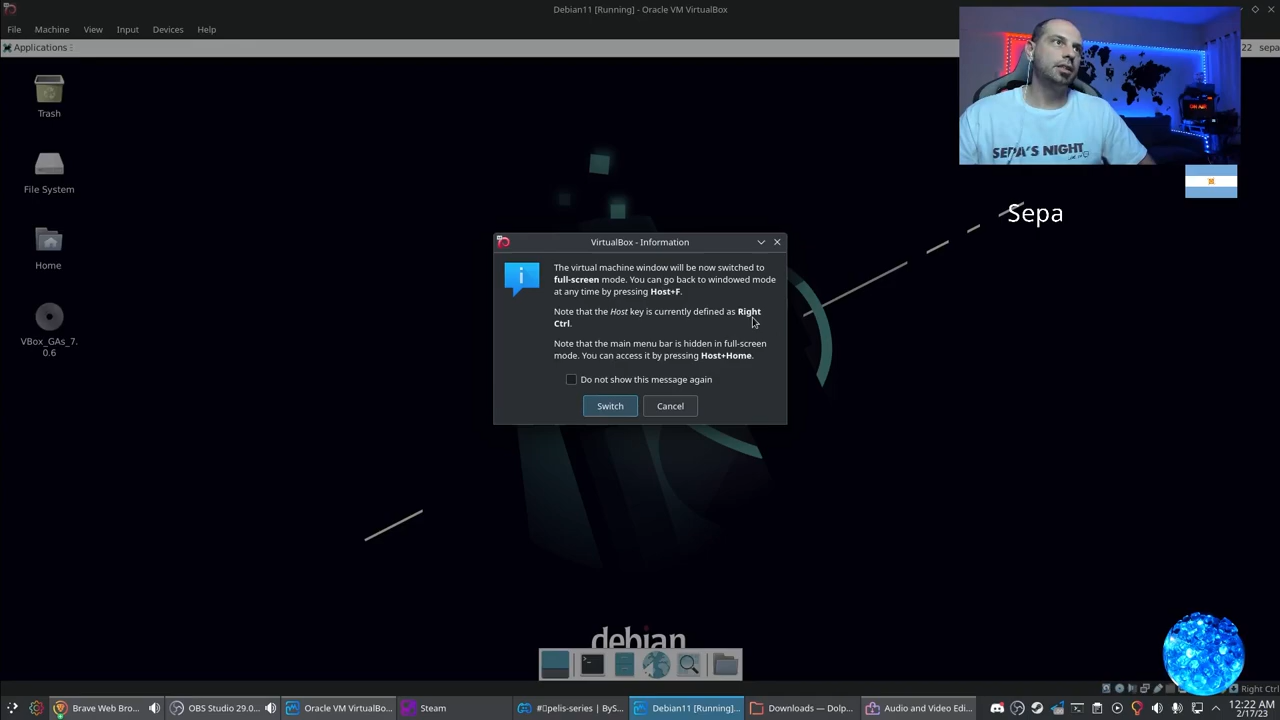 Debian11 [Running] - Oracle VM VirtualBox
File Machine View Input Devices Help
Applications
22 sepa
Trash
File System
Home
VBox_GAs_7.
0.6
SEPA'S NIGHT
Sepa
VirtualBox - Information
The virtual machine window will be now switched to
full-screen mode. You can go back to windowed mode
at any time by pressing Host+F.
Note that the Host key is currently defined as Right
Ctrl.
Note that the main menu bar is hidden in full-screen
mode. You can access it by pressing Host+Home.
Do not show this message again
Switch Cancel
debian
Right Ctrl
Brave Web Bro... OBS Studio 29.0... Oracle VM VirtualBo... Steam pelis-series | ByS... Debian11 [Running]... Downloads — Dolp... Audio and Video Edi...
12:22 AM
2/17/23